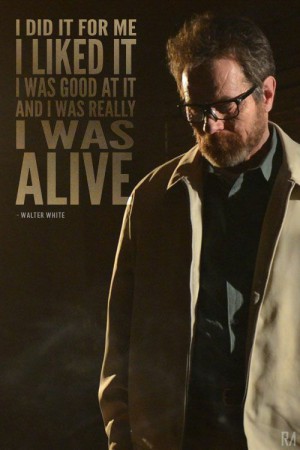 I DID IT FOR ME
I LIKED IT
I WAS GOOD AT IT
AND I WAS REALLY
I WAS
ALIVE
- WALTER WHITE
RA